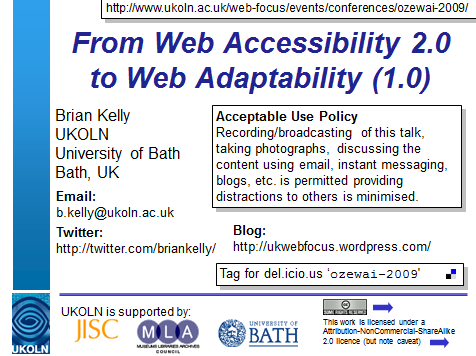 http://www.ukoln.ac.uk/web-focus/events/conferences/ozewai-2009/
From Web Accessibility 2.0
to Web Adaptability (1.0)
Brian Kelly
UKOLN
University of Bath
Bath, UK
Email:
b.kelly@ukoln.ac.uk
Twitter:
http://twitter.com/briankelly/
Acceptable Use Policy
Recording/broadcasting of this talk,
taking photographs, discussing the
content using email, instant messaging,
blogs, etc. is permitted providing
distractions to others is minimised.
Blog:
http://ukwebfocus.wordpress.com/
Tag for del.icio.us 'ozewai-2009'
UKOLN
UKOLN is supported by:
JISC
MLA
MUSEUMS LIBRARIES ARCHIVES
COUNCIL
UNIVERSITY OF
BATH
This work is licensed under a
Attribution-NonCommercial-ShareAlike
2.0 licence (but note caveat)